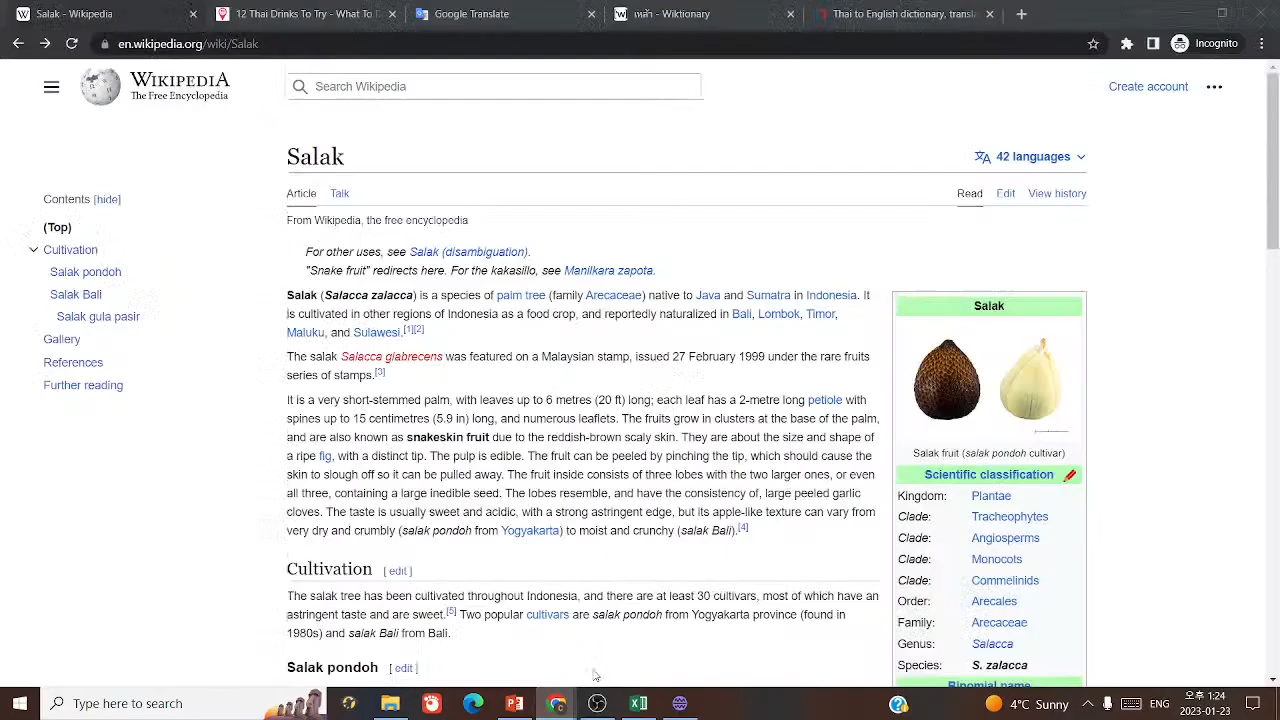 Salak - Wikipedia
12 Thai Drinks To Try - What To D
Google Translate
Wiktionary
Thai to English dictionary, transla
en.wikipedia.org/wiki/Salak
Incognito
WIKIPEDIA
The Free Encyclopedia
Search Wikipedia
Create account
Salak
42 languages
Contents [hide]
(Top)
Cultivation
Salak pondoh
Salak Bali
Salak gula pasir
Gallery
References
Further reading
Article Talk
Read Edit View history
From Wikipedia, the free encyclopedia
For other uses, see Salak (disambiguation).
"Snake fruit" redirects here. For the kakasillo, see Manilkara zapota.
Salak (Salacca zalacca) is a species of palm tree (family Arecaceae) native to Java and Sumatra in Indonesia. It
is cultivated in other regions of Indonesia as a food crop, and reportedly naturalized in Bali, Lombok, Timor,
Maluku, and Sulawesi.[1][2]
The salak Salacca glabrecens was featured on a Malaysian stamp, issued 27 February 1999 under the rare fruits
series of stamps.[3]
It is a very short-stemmed palm, with leaves up to 6 metres (20 ft) long; each leaf has a 2-metre long petiole with
spines up to 15 centimetres (5.9 in) long, and numerous leaflets. The fruits grow in clusters at the base of the palm,
and are also known as snakeskin fruit due to the reddish-brown scaly skin. They are about the size and shape of
a ripe fig, with a distinct tip. The pulp is edible. The fruit can be peeled by pinching the tip, which should cause the
skin to slough off so it can be pulled away. The fruit inside consists of three lobes with the two larger ones, or even
all three, containing a large inedible seed. The lobes resemble, and have the consistency of, large peeled garlic
cloves. The taste is usually sweet and acidic, with a strong astringent edge, but its apple-like texture can vary from
very dry and crumbly (salak pondoh from Yogyakarta) to moist and crunchy (salak Bali).[4]
Cultivation [ edit ]
The salak tree has been cultivated throughout Indonesia, and there are at least 30 cultivars, most of which have an
astringent taste and are sweet.[5] Two popular cultivars are salak pondoh from Yogyakarta province (found in
1980s) and salak Bali from Bali.
Salak pondoh [ edit ]
Salak
Salak fruit (salak pondoh cultivar)
Scientific classification
Kingdom: Plantae
Clade: Tracheophytes
Clade: Angiosperms
Clade: Monocots
Clade: Commelinids
Order: Arecales
Family: Arecaceae
Genus: Salacca
Species: S. zalacca
Binomial name
Type here to search
4°C Sunny
ENG
오후 1:24
2023-01-23